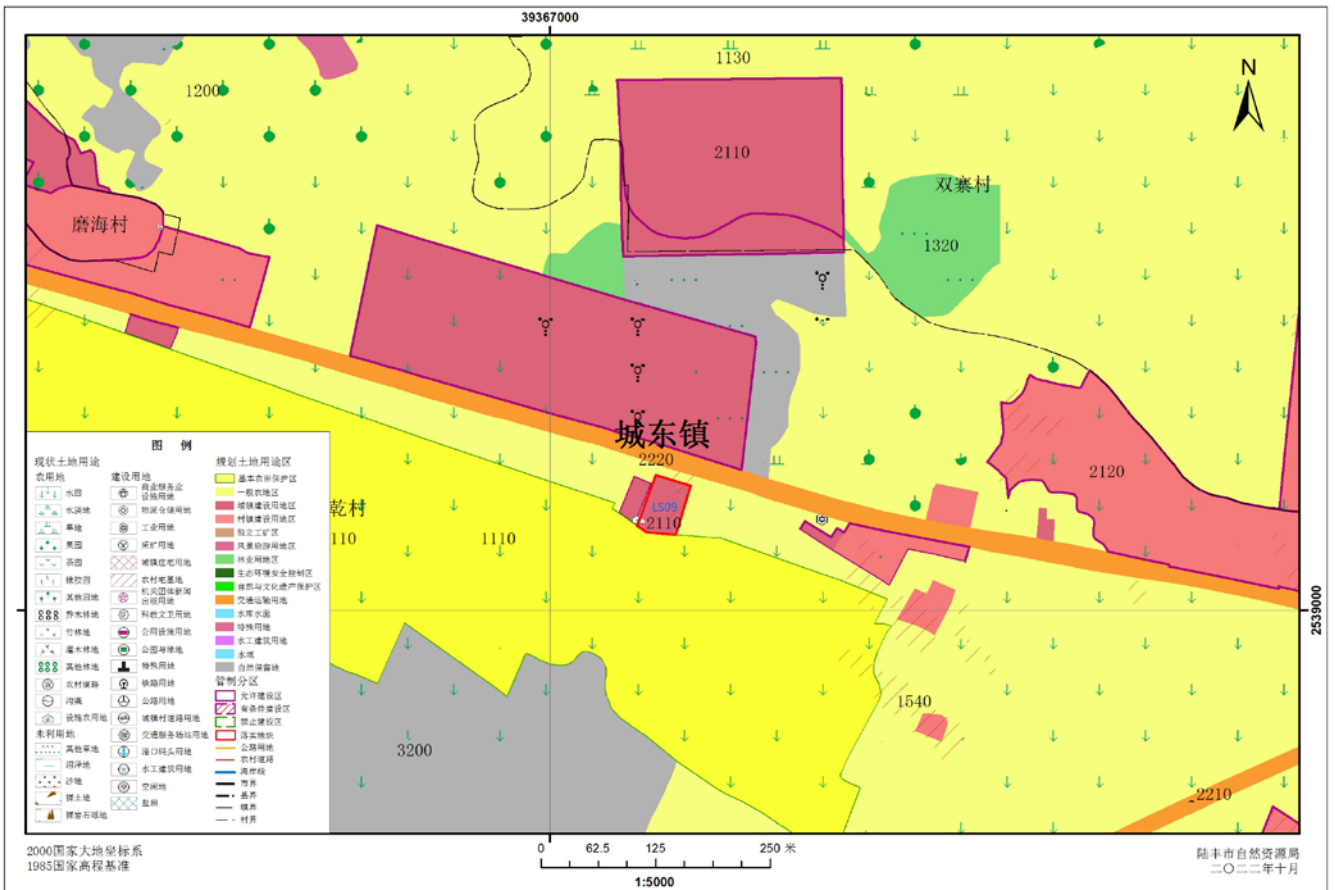 39367000
N
1130
1200
2110
双寨村
磨海村
1320
城东镇
2220
2120
LS09
2110
乾村
110
1110
2539000
1540
3200
2210
图 例
现状土地用途
农用地
水田
水浇地
旱地
果园
茶园
橡胶园
其他园地
乔木林地
竹林地
灌木林地
其他林地
农村道路
沟渠
设施农用地
未利用地
其他草地
沼泽地
沙地
裸土地
裸岩石砾地
建设用地
商业服务业
设施用地
物流仓储用地
工业用地
采矿用地
城镇住宅用地
农村宅基地
机关团体新闻
出版用地
科教文卫用地
公用设施用地
公园与绿地
特殊用地
铁路用地
公路用地
城镇村道路用地
交通服务场站用地
港口码头用地
水工建筑用地
空闲地
盐田
规划土地用途区
基本农田保护区
一般农地区
城镇建设用地区
村镇建设用地区
独立工矿区
风景旅游用地区
林业用地区
生态环境安全控制区
自然与文化遗产保护区
交通运输用地
水库水面
特殊用地
水工建筑用地
水域
自然保留地
管制分区
允许建设区
有条件建设区
禁止建设区
落实地块
公路用地
农村道路
海岸线
市界
县界
镇界
村界
2000国家大地坐标系
1985国家高程基准
0 62.5 125 250 米
1:5000
陆丰市自然资源局
二〇二二年十月